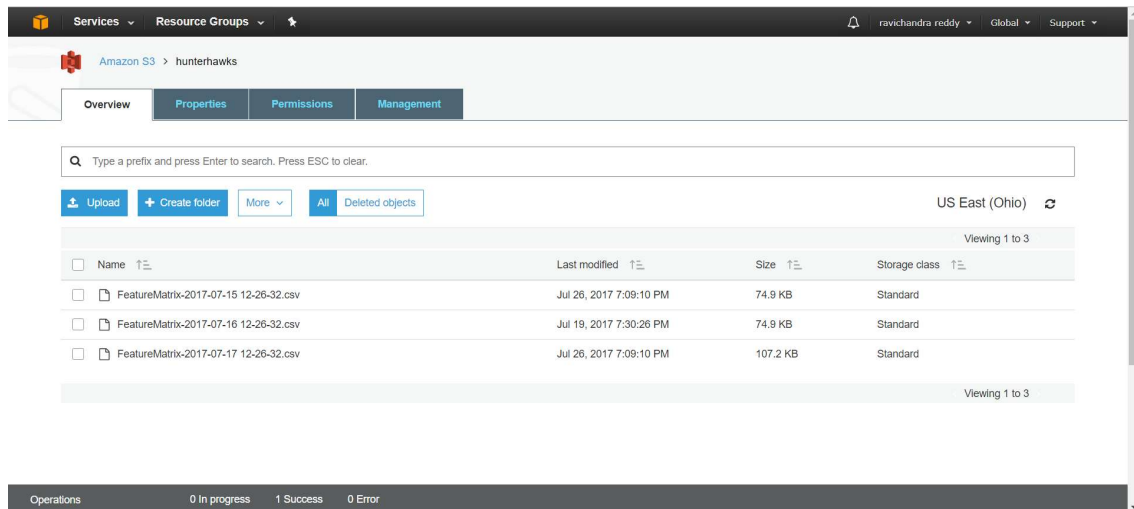 Services Resource Groups ravichandra reddy Global Support
Amazon S3 > hunterhawks
Overview Properties Permissions Management
Type a prefix and press Enter to search. Press ESC to clear.
Upload + Create folder More All Deleted objects US East (Ohio)
Viewing 1 to 3
Name Last modified Size Storage class
FeatureMatrix-2017-07-15 12-26-32.csv Jul 26, 2017 7:09:10 PM 74.9 KB Standard
FeatureMatrix-2017-07-16 12-26-32.csv Jul 19, 2017 7:30:26 PM 74.9 KB Standard
FeatureMatrix-2017-07-17 12-26-32.csv Jul 26, 2017 7:09:10 PM 107.2 KB Standard
Viewing 1 to 3
Operations 0 In progress 1 Success 0 Error